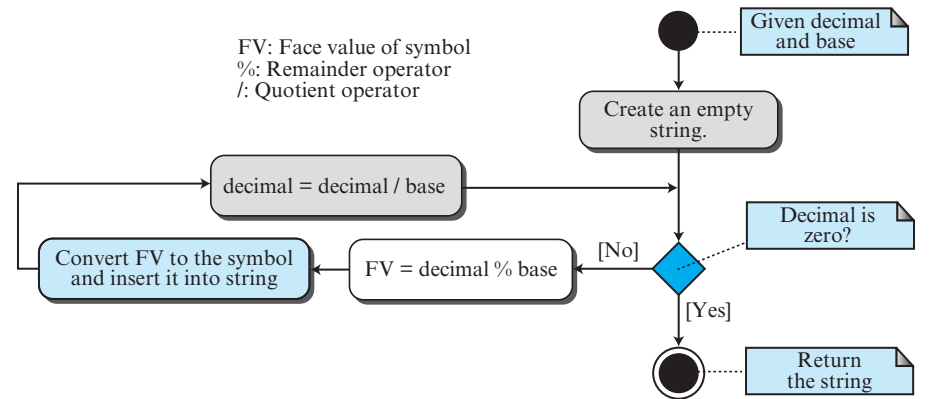 Given decimal
and base
FV: Face value of symbol
%: Remainder operator
/: Quotient operator
Create an empty
string.
decimal = decimal / base
Decimal is
zero?
[No]
Convert FV to the symbol
and insert it into string
FV = decimal % base
[Yes]
Return
the string